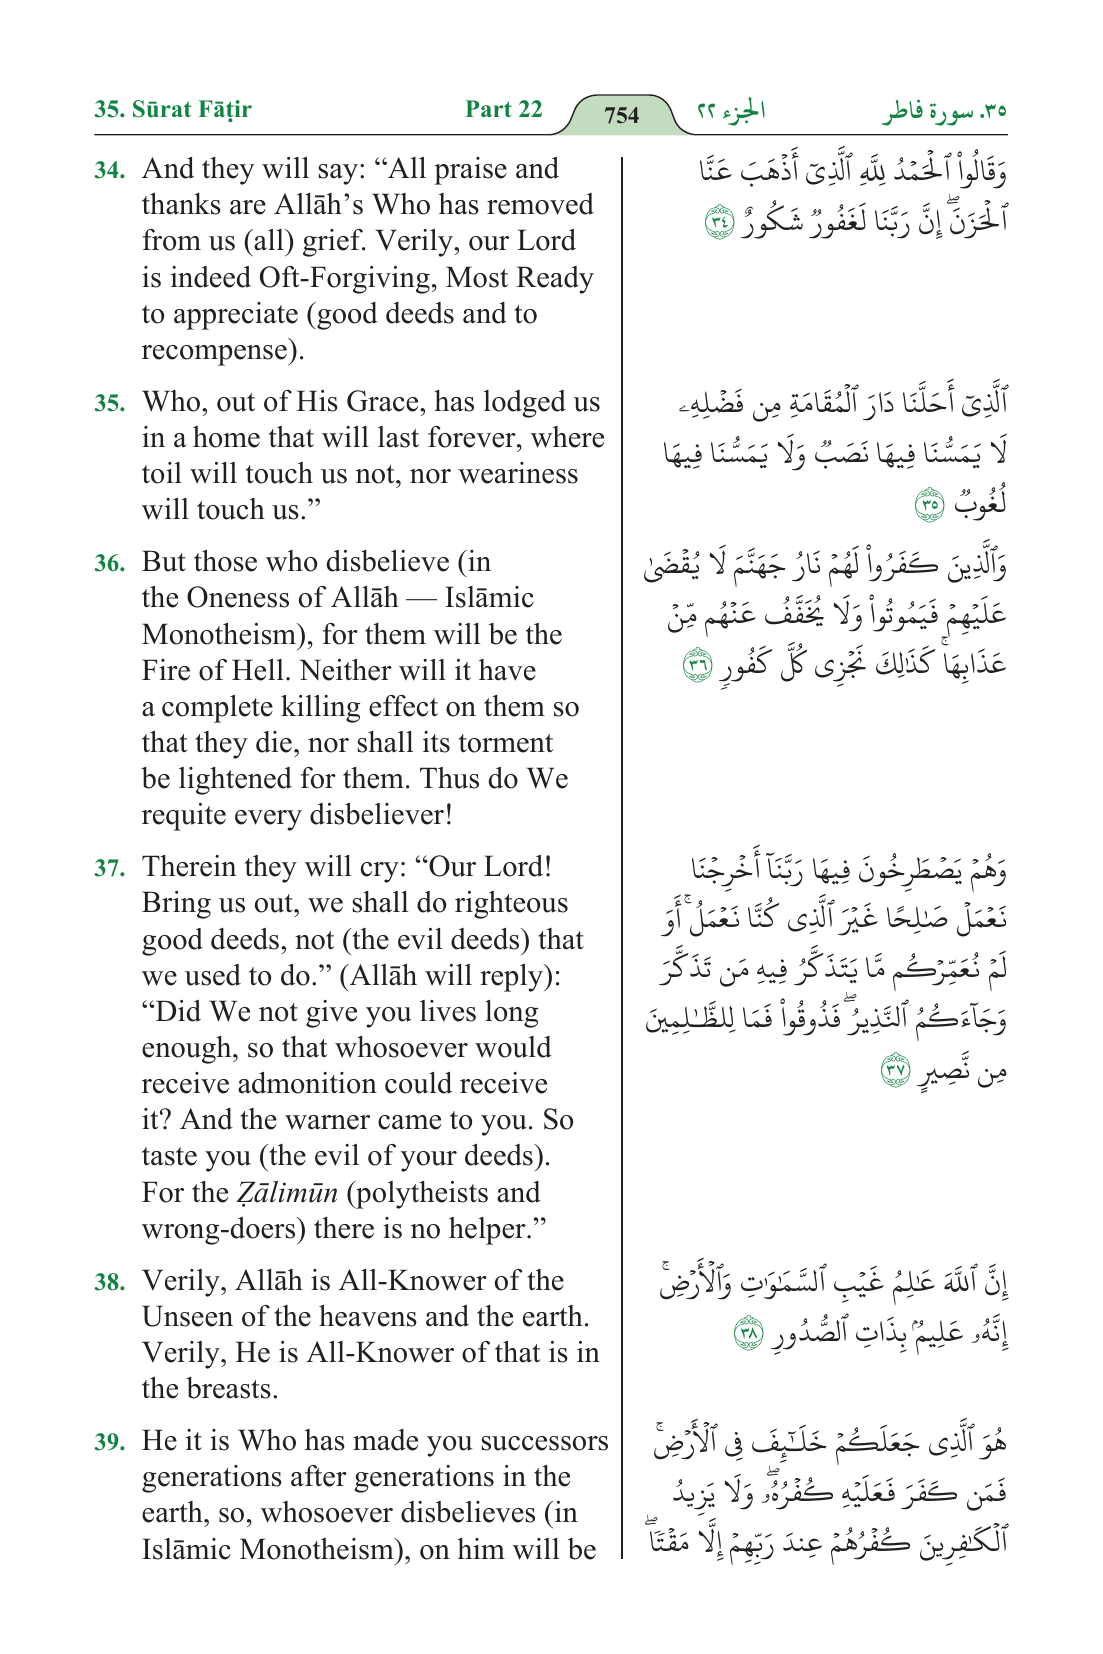 35. Sūrat Fāṭir Part 22 754 الجزء ٢٢ ٣٥. سورة فاطر
34. And they will say: “All praise and
thanks are Allāh’s Who has removed
from us (all) grief. Verily, our Lord
is indeed Oft-Forgiving, Most Ready
to appreciate (good deeds and to
recompense).
35. Who, out of His Grace, has lodged us
in a home that will last forever, where
toil will touch us not, nor weariness
will touch us.”
36. But those who disbelieve (in
the Oneness of Allāh — Islāmic
Monotheism), for them will be the
Fire of Hell. Neither will it have
a complete killing effect on them so
that they die, nor shall its torment
be lightened for them. Thus do We
requite every disbeliever!
37. Therein they will cry: “Our Lord!
Bring us out, we shall do righteous
good deeds, not (the evil deeds) that
we used to do.” (Allāh will reply):
“Did We not give you lives long
enough, so that whosoever would
receive admonition could receive
it? And the warner came to you. So
taste you (the evil of your deeds).
For the Ẓālimūn (polytheists and
wrong-doers) there is no helper.”
38. Verily, Allāh is All-Knower of the
Unseen of the heavens and the earth.
Verily, He is All-Knower of that is in
the breasts.
39. He it is Who has made you successors
generations after generations in the
earth, so, whosoever disbelieves (in
Islāmic Monotheism), on him will be
وَقَالُوا۟ ٱلْحَمْدُ لِلَّهِ ٱلَّذِىٓ أَذْهَبَ عَنَّا
ٱلْحَزَنَ ۖ إِنَّ رَبَّنَا لَغَفُورٌ شَكُورٌ ٣٤
ٱلَّذِىٓ أَحَلَّنَا دَارَ ٱلْمُقَامَةِ مِن فَضْلِهِۦ
لَا يَمَسُّنَا فِيهَا نَصَبٌ وَلَا يَمَسُّنَا فِيهَا
لُغُوبٌ ٣٥
وَٱلَّذِينَ كَفَرُوا۟ لَهُمْ نَارُ جَهَنَّمَ لَا يُقْضَىٰ
عَلَيْهِمْ فَيَمُوتُوا۟ وَلَا يُخَفَّفُ عَنْهُم مِّنْ
عَذَابِهَا ۚ كَذَٰلِكَ نَجْزِى كُلَّ كَفُورٍ ٣٦
وَهُمْ يَصْطَرِخُونَ فِيهَا رَبَّنَآ أَخْرِجْنَا
نَعْمَلْ صَـٰلِحًا غَيْرَ ٱلَّذِى كُنَّا نَعْمَلُ ۚ أَوَ
لَمْ نُعَمِّرْكُم مَّا يَتَذَكَّرُ فِيهِ مَن تَذَكَّرَ
وَجَآءَكُمُ ٱلنَّذِيرُ ۖ فَذُوقُوا۟ فَمَا لِلظَّـٰلِمِينَ
مِن نَّصِيرٍ ٣٧
إِنَّ ٱللَّهَ عَـٰلِمُ غَيْبِ ٱلسَّمَـٰوَٰتِ وَٱلْأَرْضِ ۚ
إِنَّهُۥ عَلِيمٌۢ بِذَاتِ ٱلصُّدُورِ ٣٨
هُوَ ٱلَّذِى جَعَلَكُمْ خَلَـٰٓئِفَ فِى ٱلْأَرْضِ ۚ
فَمَن كَفَرَ فَعَلَيْهِ كُفْرُهُۥ ۖ وَلَا يَزِيدُ
ٱلْكَـٰفِرِينَ كُفْرُهُمْ عِندَ رَبِّهِمْ إِلَّا مَقْتًا ۖ